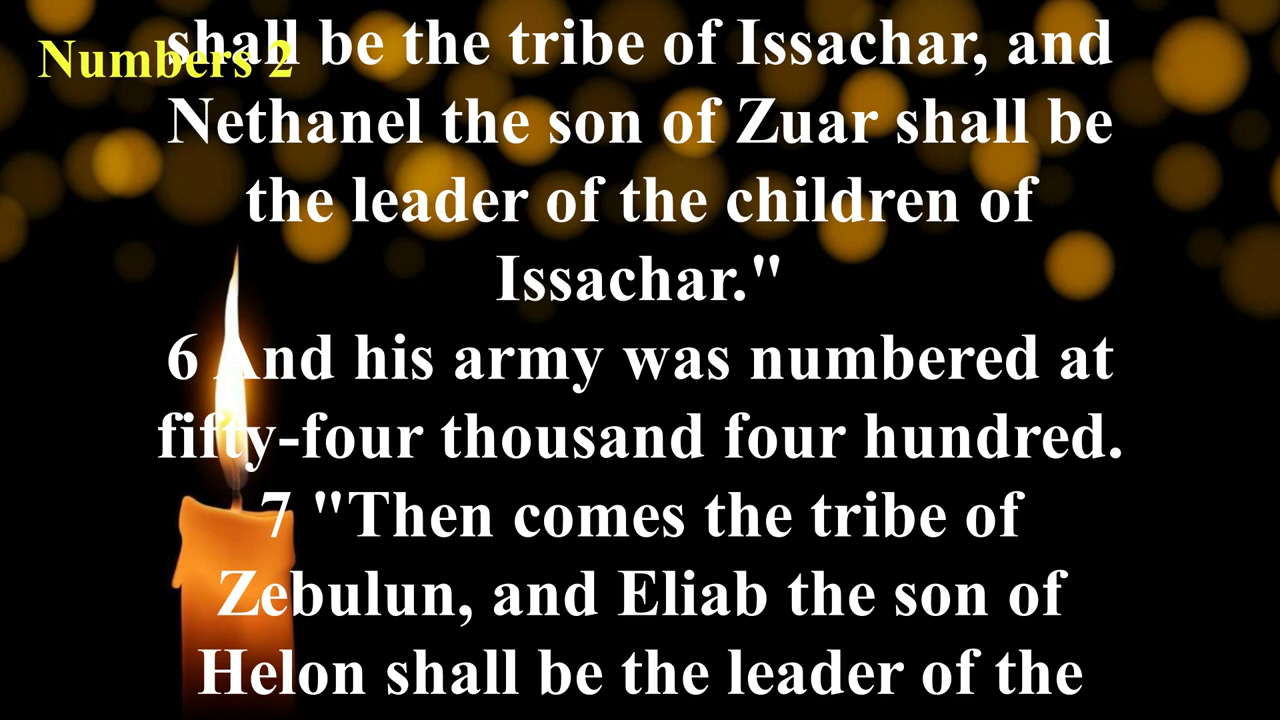 Numbers 2
shall be the tribe of Issachar, and
Nethanel the son of Zuar shall be
the leader of the children of
Issachar."
6 And his army was numbered at
fifty-four thousand four hundred.
7 "Then comes the tribe of
Zebulun, and Eliab the son of
Helon shall be the leader of the